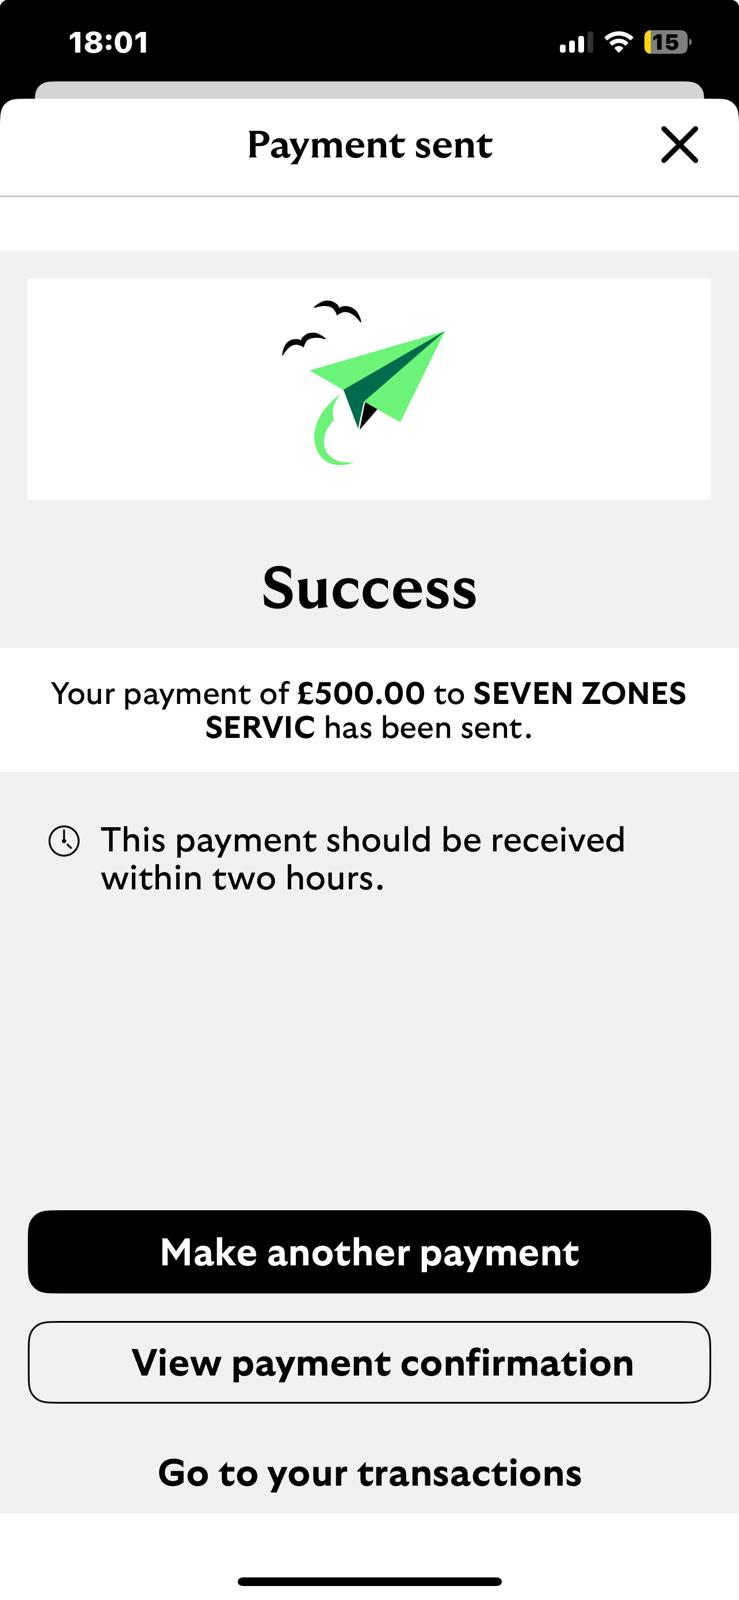 18:01
15
Payment sent
Success
Your payment of £500.00 to SEVEN ZONES
SERVIC has been sent.
This payment should be received
within two hours.
Make another payment
View payment confirmation
Go to your transactions